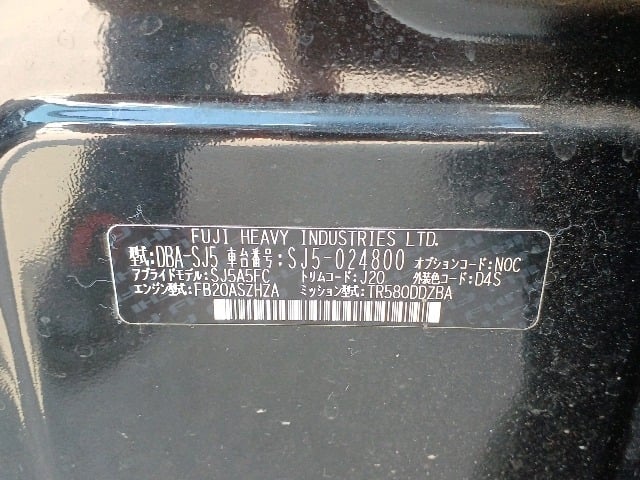 FUJI HEAVY INDUSTRIES LTD.
型式:DBA-SJ5 車台番号:SJ5-024800 オプションコード:NOC
アプライドモデル:SJ5A5FC トリムコード:J20 外装色コード:D4S
エンジン型式:FB20ASZHZA ミッション型式:TR580DDZBA